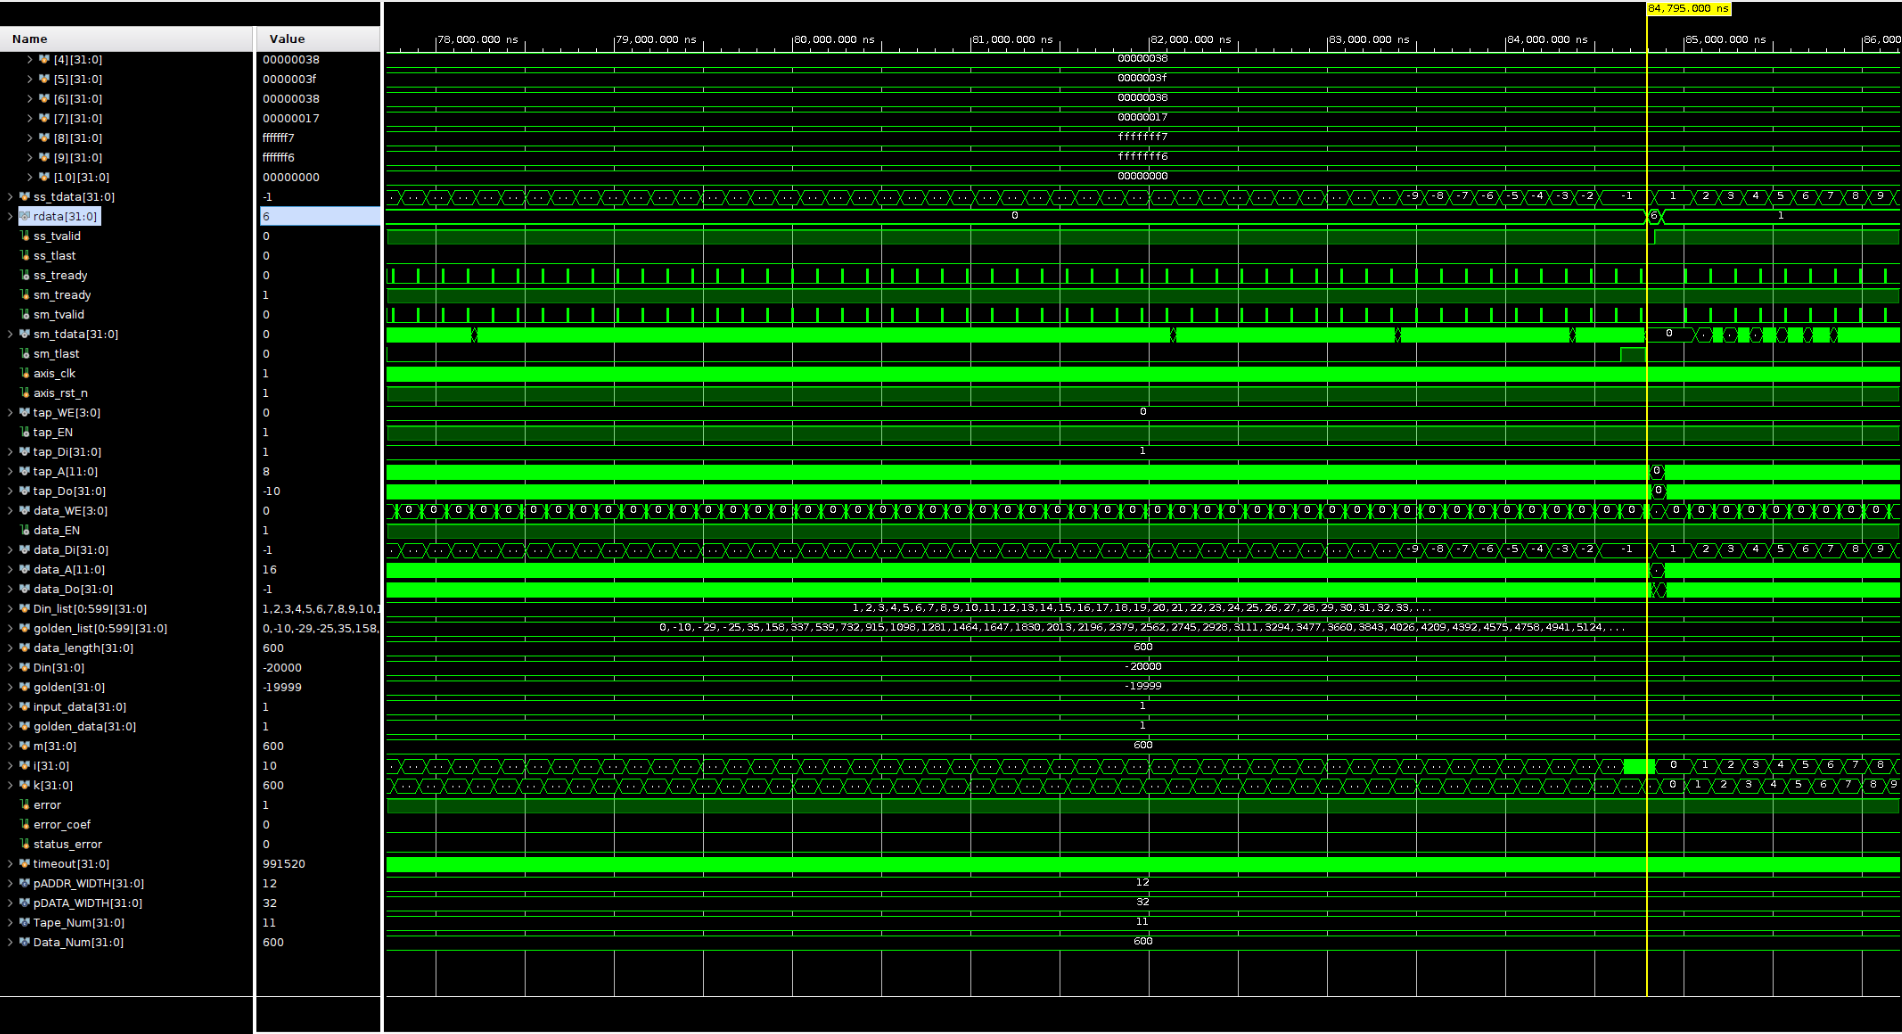 84,795.000 ns
Name Value
78,000.000 ns 79,000.000 ns 80,000.000 ns 81,000.000 ns 82,000.000 ns 83,000.000 ns 84,000.000 ns 85,000.000 ns 86,000
[4][31:0] 00000038 00000038
[5][31:0] 0000003f 0000003f
[6][31:0] 00000038 00000038
[7][31:0] 00000017 00000017
[8][31:0] fffffff7 fffffff7
[9][31:0] fffffff6 fffffff6
[10][31:0] 00000000 00000000
ss_tdata[31:0] -1 -9 -8 -7 -6 -5 -4 -3 -2 -1 1 2 3 4 5 6 7 8 9
rdata[31:0] 6 0 6 1
ss_tvalid 0
ss_tlast 0
ss_tready 0
sm_tready 1
sm_tvalid 0
sm_tdata[31:0] 0 0
sm_tlast 0
axis_clk 1
axis_rst_n 1
tap_WE[3:0] 0 0
tap_EN 1
tap_Di[31:0] 1 1
tap_A[11:0] 8 0
tap_Do[31:0] -10 0
data_WE[3:0] 0 0 0 0 0 0 0 0 0 0 0 0 0 0 0 0 0 0 0 0 0 0 0 0 0 0 0 0 0 0 0 0 0 0 0 0 0 0 0 0 0 0 0 0 0 0 0 0 0 0 0 0 0 0 0 0 0 0 0 0
data_EN 1
data_Di[31:0] -1 -9 -8 -7 -6 -5 -4 -3 -2 -1 1 2 3 4 5 6 7 8 9
data_A[11:0] 16
data_Do[31:0] -1
Din_list[0:599][31:0] 1,2,3,4,5,6,7,8,9,10,1 1,2,3,4,5,6,7,8,9,10,11,12,13,14,15,16,17,18,19,20,21,22,23,24,25,26,27,28,29,30,31,32,33,...
golden_list[0:599][31:0] 0,-10,-29,-25,35,158, 0,-10,-29,-25,35,158,337,539,732,915,1098,1281,1464,1647,1830,2013,2196,2379,2562,2745,2928,3111,3294,3477,3660,3843,4026,4209,4392,4575,4758,4941,5124,...
data_length[31:0] 600 600
Din[31:0] -20000 -20000
golden[31:0] -19999 -19999
input_data[31:0] 1 1
golden_data[31:0] 1 1
m[31:0] 600 600
i[31:0] 10 0 1 2 3 4 5 6 7 8
k[31:0] 600 0 1 2 3 4 5 6 7 8 9
error 1
error_coef 0
status_error 0
timeout[31:0] 991520
pADDR_WIDTH[31:0] 12 12
pDATA_WIDTH[31:0] 32 32
Tape_Num[31:0] 11 11
Data_Num[31:0] 600 600